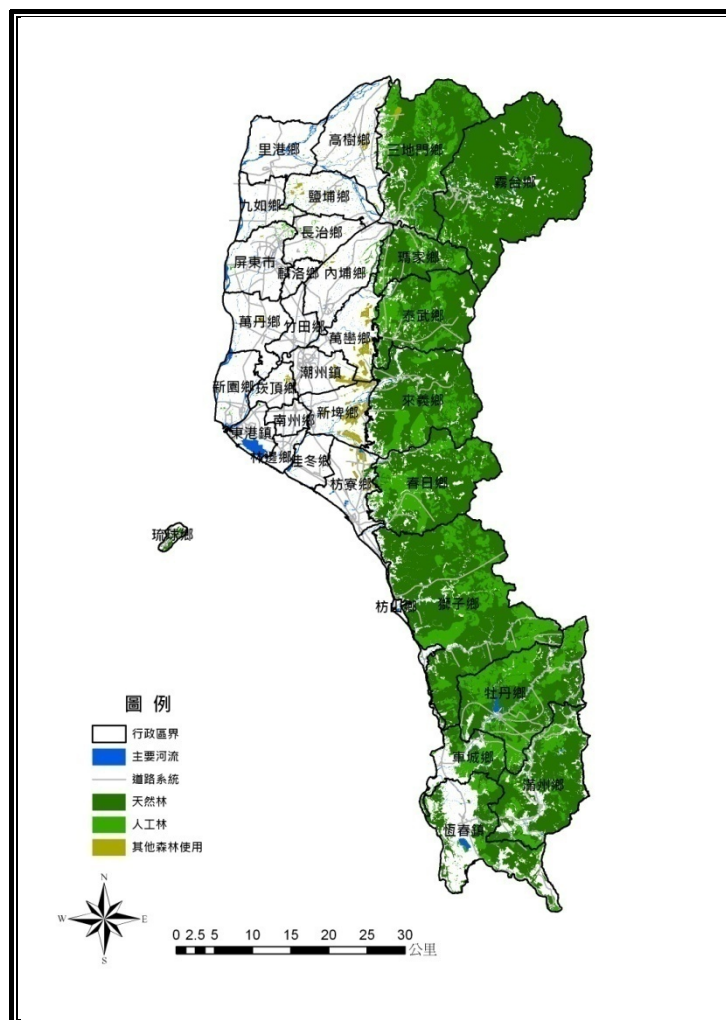 高樹鄉
里港鄉
三地門鄉
霧台鄉
鹽埔鄉
九如鄉
長治鄉
屏東市
麟洛鄉
內埔鄉
瑪家鄉
泰武鄉
萬丹鄉
竹田鄉
萬巒鄉
潮州鎮
新園鄉
崁頂鄉
來義鄉
新埤鄉
南州鄉
東港鎮
林邊鄉
佳冬鄉
枋寮鄉
春日鄉
琉球鄉
枋山鄉
獅子鄉
牡丹鄉
車城鄉
滿州鄉
恆春鎮
圖 例
行政區界
主要河流
道路系統
天然林
人工林
其他森林使用
N
W E
S
0 2.5 5 10 15 20 25 30
公里